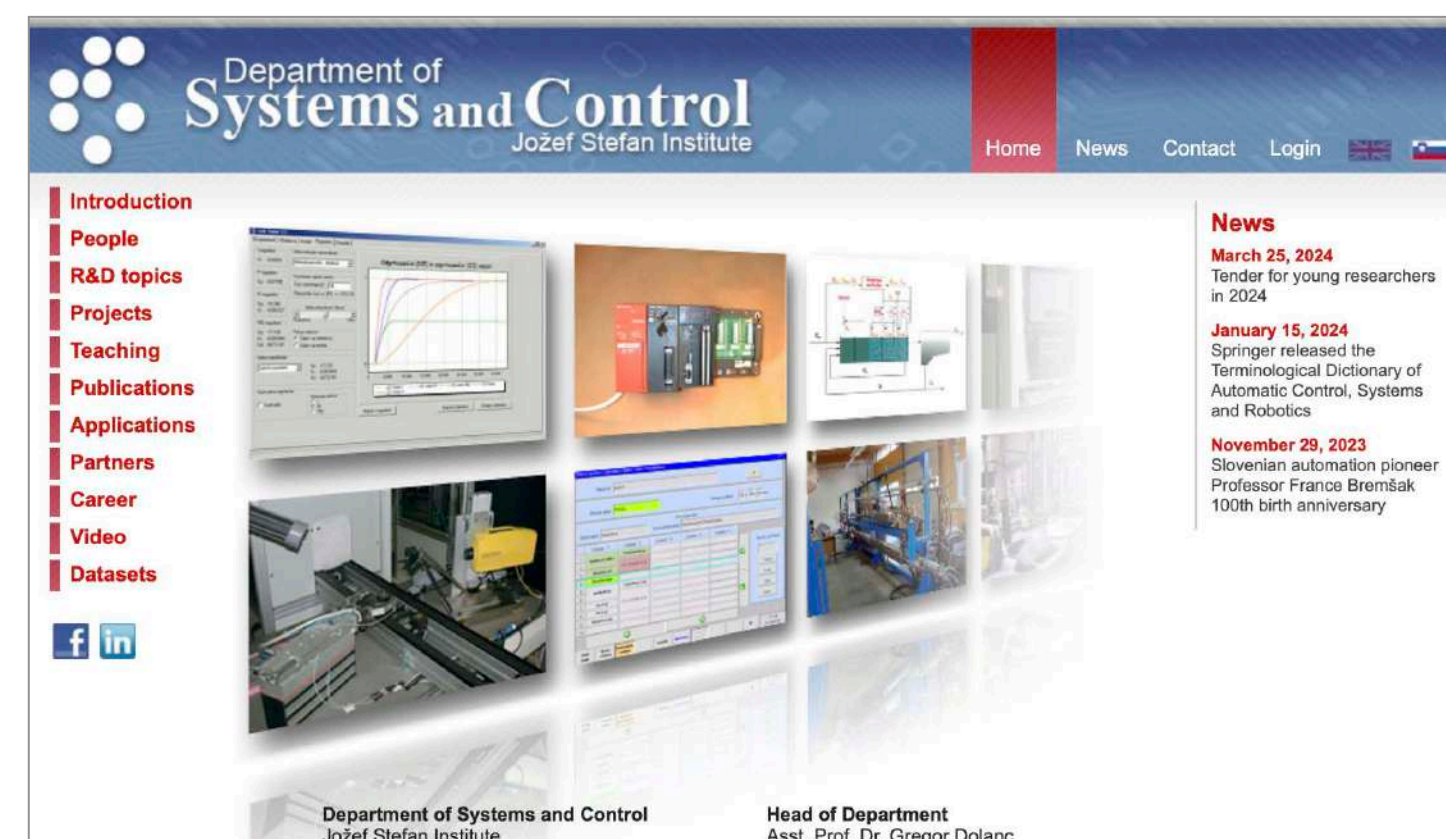 Department of
Systems and Control
Jožef Stefan Institute
Home
News
Contact
Login
Introduction
People
R&D topics
Projects
Teaching
Publications
Applications
Partners
Career
Video
Datasets
f
in
News
March 25, 2024
Tender for young researchers
in 2024
January 15, 2024
Springer released the
Terminological Dictionary of
Automatic Control, Systems
and Robotics
November 29, 2023
Slovenian automation pioneer
Professor France Bremšak
100th birth anniversary
Department of Systems and Control
Jožef Stefan Institute
Head of Department
Asst. Prof. Dr. Gregor Dolanc